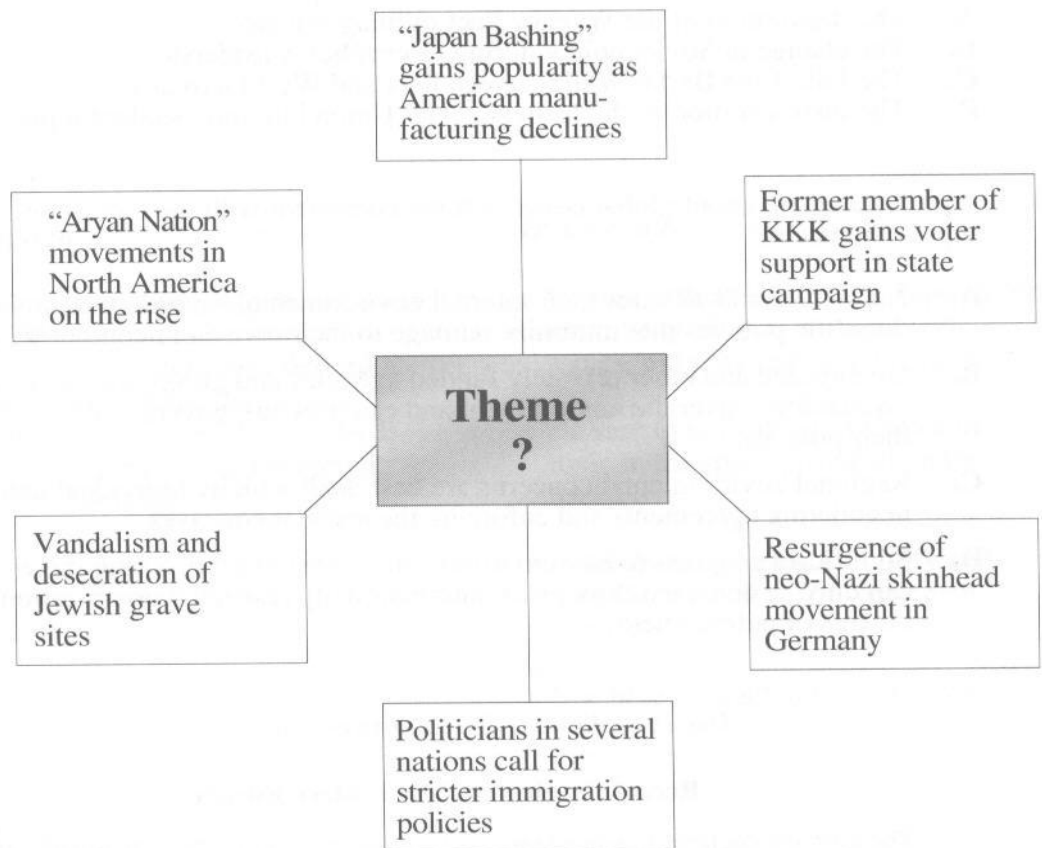 “Japan Bashing”
gains popularity as
American manu-
facturing declines
“Aryan Nation”
movements in
North America
on the rise
Former member of
KKK gains voter
support in state
campaign
Theme
?
Vandalism and
desecration of
Jewish grave
sites
Resurgence of
neo-Nazi skinhead
movement in
Germany
Politicians in several
nations call for
stricter immigration
policies